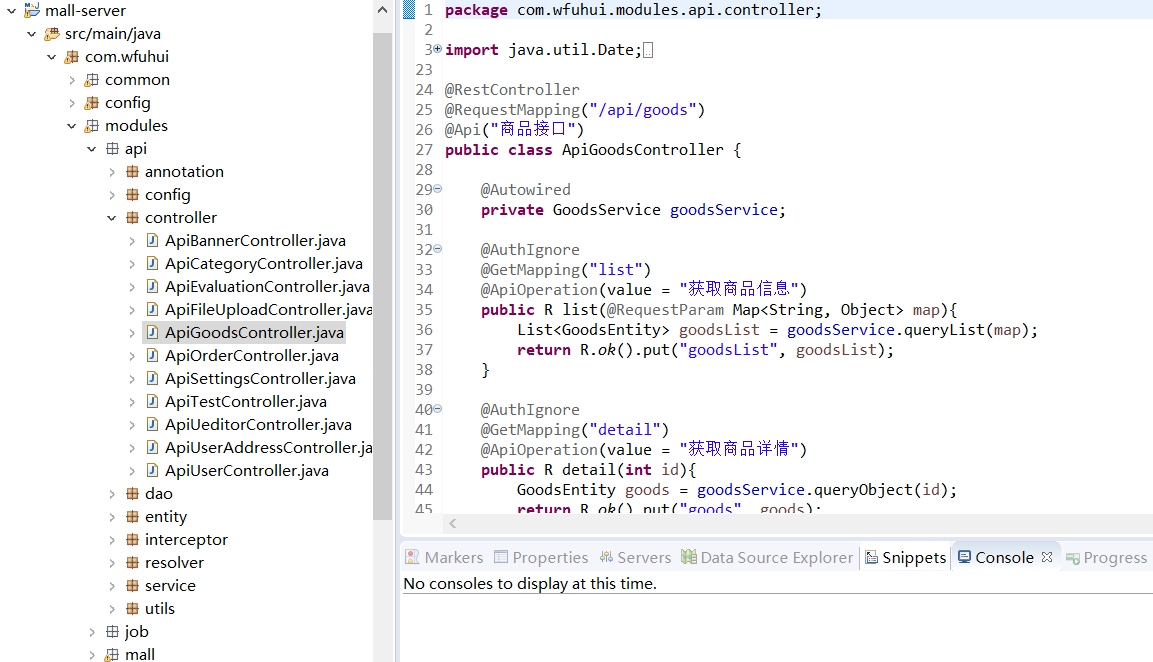 mall-server
src/main/java
com.wfuhui
common
config
modules
api
annotation
config
controller
ApiBannerController.java
ApiCategoryController.java
ApiEvaluationController.java
ApiFileUploadController.java
ApiGoodsController.java
ApiOrderController.java
ApiSettingsController.java
ApiTestController.java
ApiUeditorController.java
ApiUserAddressController.ja
ApiUserController.java
dao
entity
interceptor
resolver
service
utils
job
mall
1 package com.wfuhui.modules.api.controller;
2
3 import java.util.Date;
23
24 @RestController
25 @RequestMapping("/api/goods")
26 @Api("商品接口")
27 public class ApiGoodsController {
28
29 @Autowired
30 private GoodsService goodsService;
31
32 @AuthIgnore
33 @GetMapping("list")
34 @ApiOperation(value = "获取商品信息")
35 public R list(@RequestParam Map<String, Object> map){
36 List<GoodsEntity> goodsList = goodsService.queryList(map);
37 return R.ok().put("goodsList", goodsList);
38 }
39
40 @AuthIgnore
41 @GetMapping("detail")
42 @ApiOperation(value = "获取商品详情")
43 public R detail(int id){
44 GoodsEntity goods = goodsService.queryObject(id);
45 return R.ok().put("goods", goods);
Markers Properties Servers Data Source Explorer Snippets Console Progress
No consoles to display at this time.